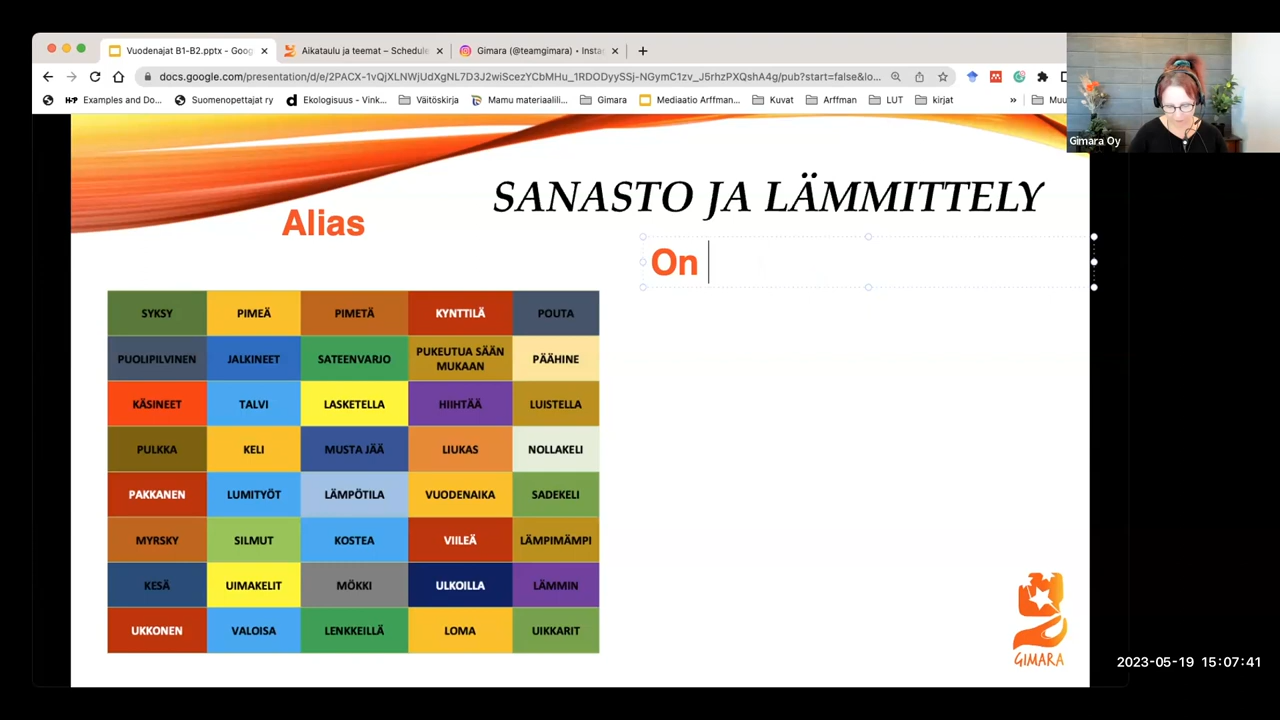 Vuodenajat B1-B2.pptx - Goog
Aikataulu ja teemat – Schedule
Gimara (@teamgimara) • Insta
docs.google.com/presentation/d/e/2PACX-1vQjXLNWjUdXgNL7D3J2wiScezYCbMHu_1RDODyySSj-NGymC1zv_J5rhzPXQshA4g/pub?start=false&lo...
Examples and Do... Suomenopettajat ry Ekologisuus - Vink... Väitöskirja Mamu materiaalili... Gimara Mediaatio Arffman... Kuvat Arffman LUT kirjat » Muu
Gimara Oy
SANASTO JA LÄMMITTELY
Alias
On
SYKSY PIMEÄ PIMETÄ KYNTTILÄ POUTA
PUOLIPILVINEN JALKINEET SATEENVARJO PUKEUTUA SÄÄN MUKAAN PÄÄHINE
KÄSINEET TALVI LASKETELLA HIIHTÄÄ LUISTELLA
PULKKA KELI MUSTA JÄÄ LIUKAS NOLLAKELI
PAKKANEN LUMITYÖT LÄMPÖTILA VUODENAIKA SADEKELI
MYRSKY SILMUT KOSTEA VIILEÄ LÄMPIMÄMPI
KESÄ UIMAKELIT MÖKKI ULKOILLA LÄMMIN
UKKONEN VALOISA LENKKEILLÄ LOMA UIKKARIT
GIMARA
2023-05-19 15:07:41